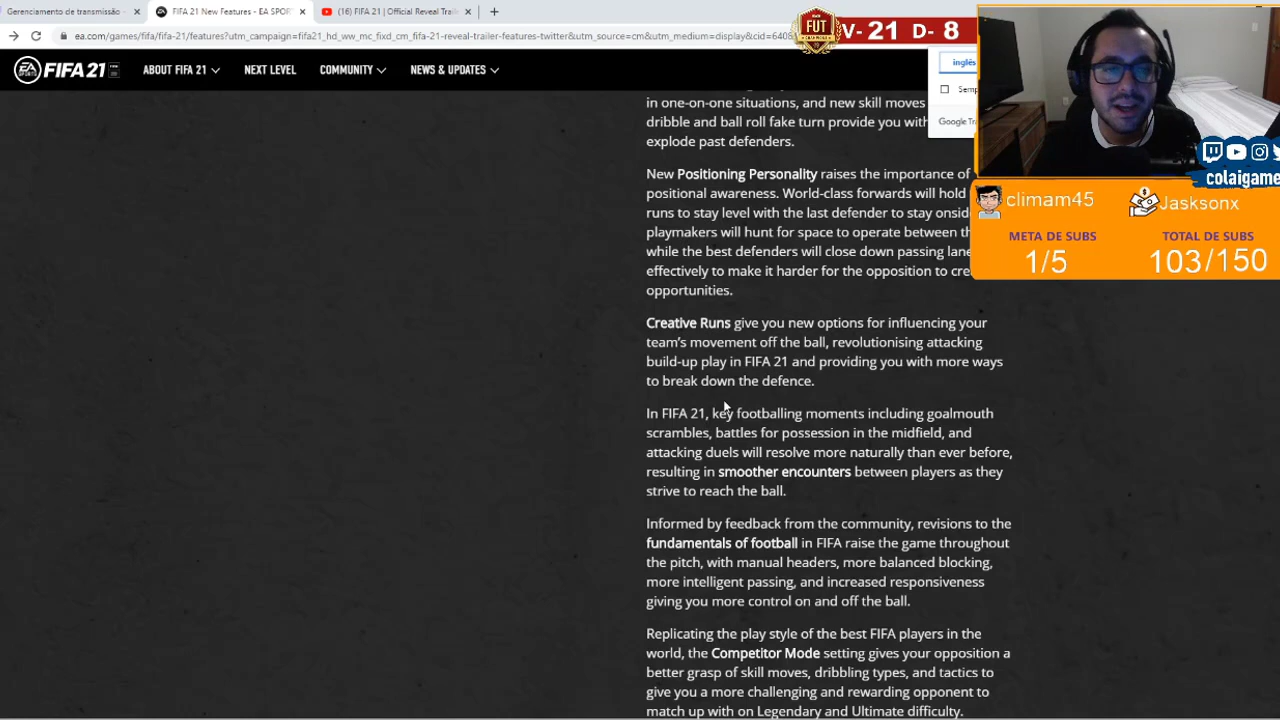 Gerenciamento de transmissão
FIFA 21 New Features - EA SPOR
(16) FIFA 21 | Official Reveal Trail
ea.com
FUT
V- 21 D- 8
EA SPORTS FIFA 21
ABOUT FIFA 21
NEXT LEVEL
COMMUNITY
NEWS & UPDATES
inglês
Semp
Google Tra
in one-on-one situations, and new skill moves
dribble and ball roll fake turn provide you with
explode past defenders.
New Positioning Personality raises the importance of
positional awareness. World-class forwards will hold
runs to stay level with the last defender to stay onsid
playmakers will hunt for space to operate between th
while the best defenders will close down passing lane
effectively to make it harder for the opposition to crea
opportunities.
Creative Runs give you new options for influencing your
team's movement off the ball, revolutionising attacking
build-up play in FIFA 21 and providing you with more ways
to break down the defence.
In FIFA 21, key footballing moments including goalmouth
scrambles, battles for possession in the midfield, and
attacking duels will resolve more naturally than ever before,
resulting in smoother encounters between players as they
strive to reach the ball.
Informed by feedback from the community, revisions to the
fundamentals of football in FIFA raise the game throughout
the pitch, with manual headers, more balanced blocking,
more intelligent passing, and increased responsiveness
giving you more control on and off the ball.
Replicating the play style of the best FIFA players in the
world, the Competitor Mode setting gives your opposition a
better grasp of skill moves, dribbling types, and tactics to
give you a more challenging and rewarding opponent to
match up with on Legendary and Ultimate difficulty.
colaigame
climam45
Jasksonx
META DE SUBS
TOTAL DE SUBS
1/5
103/150